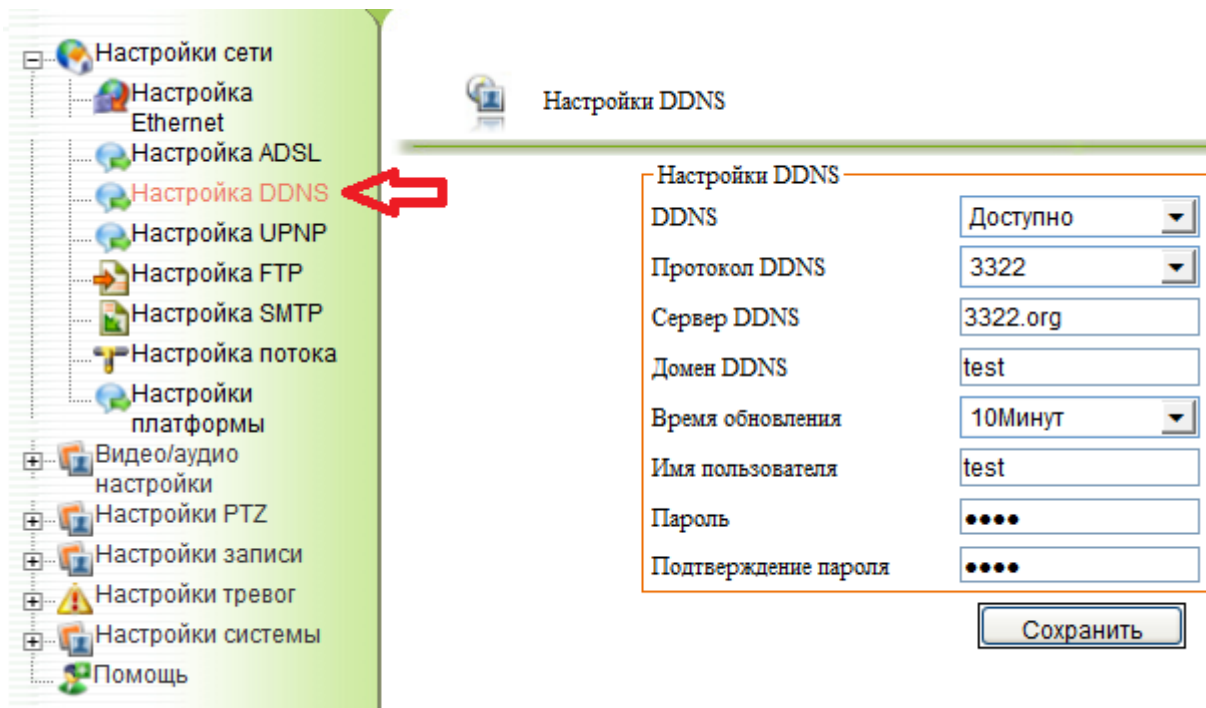 Настройки сети
Настройка
Ethernet
Настройка ADSL
Настройка DDNS
Настройка UPNP
Настройка FTP
Настройка SMTP
Настройка потока
Настройки
платформы
Видео/аудио
настройки
Настройки PTZ
Настройки записи
Настройки тревог
Настройки системы
Помощь
Настройки DDNS
Настройки DDNS
DDNS Доступно
Протокол DDNS 3322
Сервер DDNS 3322.org
Домен DDNS test
Время обновления 10Минут
Имя пользователя test
Пароль ●●●●
Подтверждение пароля ●●●●
Сохранить